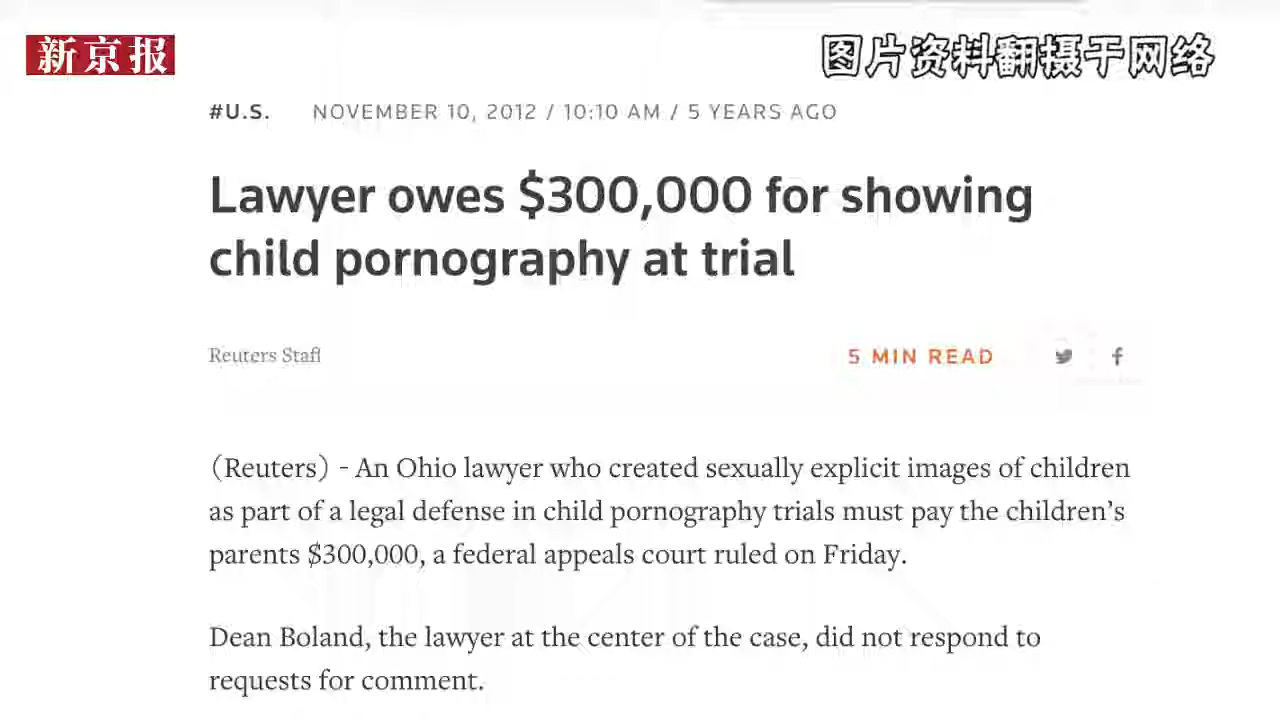 新京报
图片资料翻摄于网络
#U.S. NOVEMBER 10, 2012 / 10:10 AM / 5 YEARS AGO
Lawyer owes $300,000 for showing
child pornography at trial
Reuters Staff
5 MIN READ
(Reuters) - An Ohio lawyer who created sexually explicit images of children
as part of a legal defense in child pornography trials must pay the children’s
parents $300,000, a federal appeals court ruled on Friday.
Dean Boland, the lawyer at the center of the case, did not respond to
requests for comment.